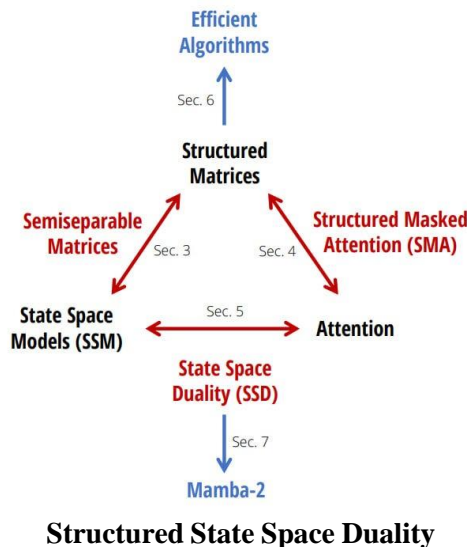 Efficient
Algorithms
Sec. 6
Structured
Matrices
Semiseparable
Matrices
Structured Masked
Attention (SMA)
Sec. 3
Sec. 4
Sec. 5
State Space
Models (SSM)
Attention
State Space
Duality (SSD)
Sec. 7
Mamba-2
Structured State Space Duality